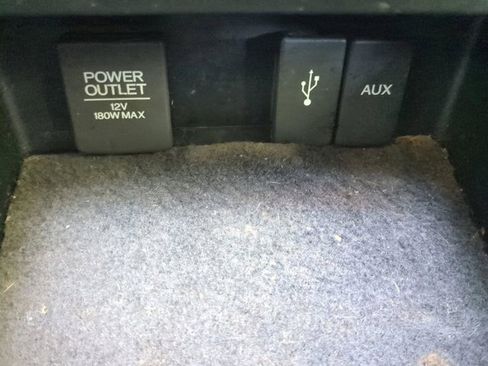 POWER
OUTLET
12V
180W MAX
AUX